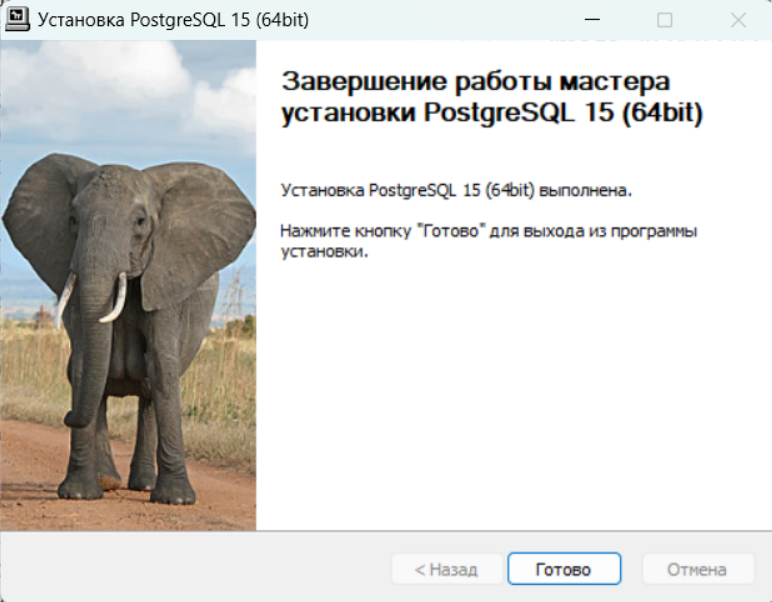 Установка PostgreSQL 15 (64bit)
Завершение работы мастера
установки PostgreSQL 15 (64bit)
Установка PostgreSQL 15 (64bit) выполнена.
Нажмите кнопку "Готово" для выхода из программы
установки.
< Назад Готово Отмена